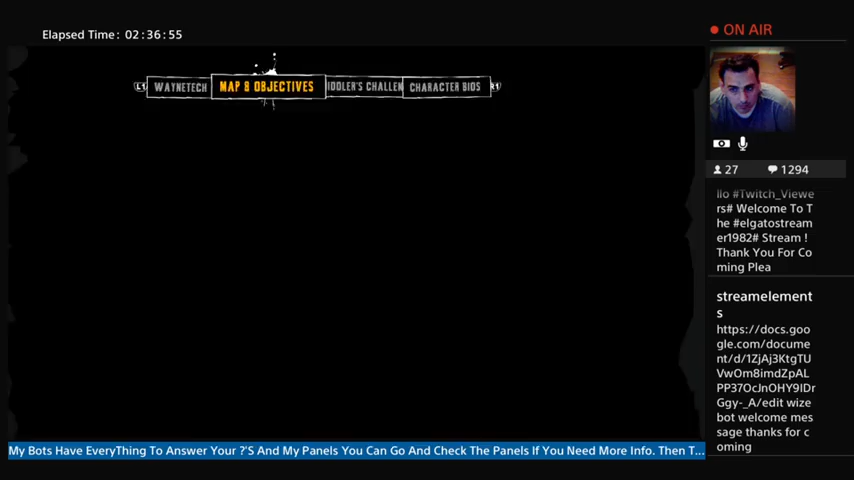 Elapsed Time: 02:36:55
ON AIR
L1 WAYNETECH MAP & OBJECTIVES IDDLER'S CHALLEN CHARACTER BIOS R1
27 1294
llo #Twitch_Viewe
rs# Welcome To T
he #elgatostream
er1982# Stream !
Thank You For Co
ming Plea
streamelement
s
https://docs.goo
gle.com/docume
nt/d/1ZjAj3KtgTU
VwOm8imdZpAL
PP37OcJnOHY9IDr
Ggy-_A/edit wize
bot welcome mes
sage thanks for c
oming
My Bots Have EveryThing To Answer Your ?'S And My Panels You Can Go And Check The Panels If You Need More Info. Then T...